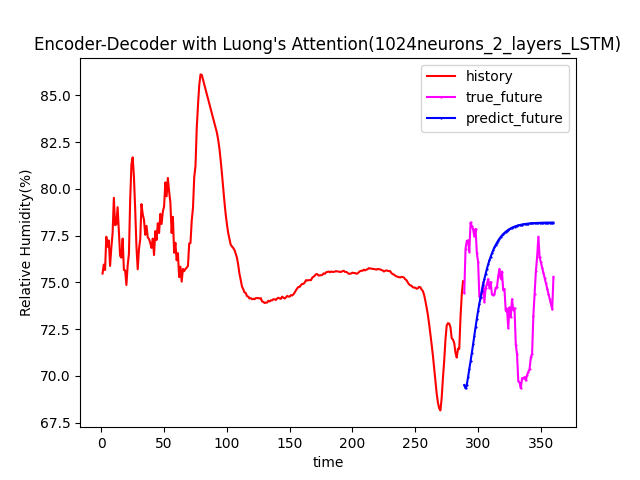 Encoder-Decoder with Luong's Attention(1024neurons_2_layers_LSTM)
history
true_future
predict_future
Relative Humidity(%)
85.0
82.5
80.0
77.5
75.0
72.5
70.0
67.5
0 50 100 150 200 250 300 350
time